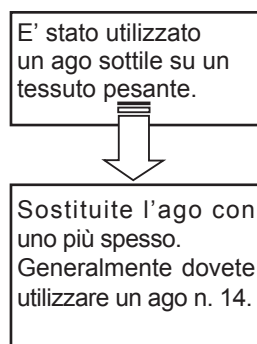 E’ stato utilizzato
un ago sottile su un
tessuto pesante.
Sostituite l’ago con
uno più spesso.
Generalmente dovete
utilizzare un ago n. 14.